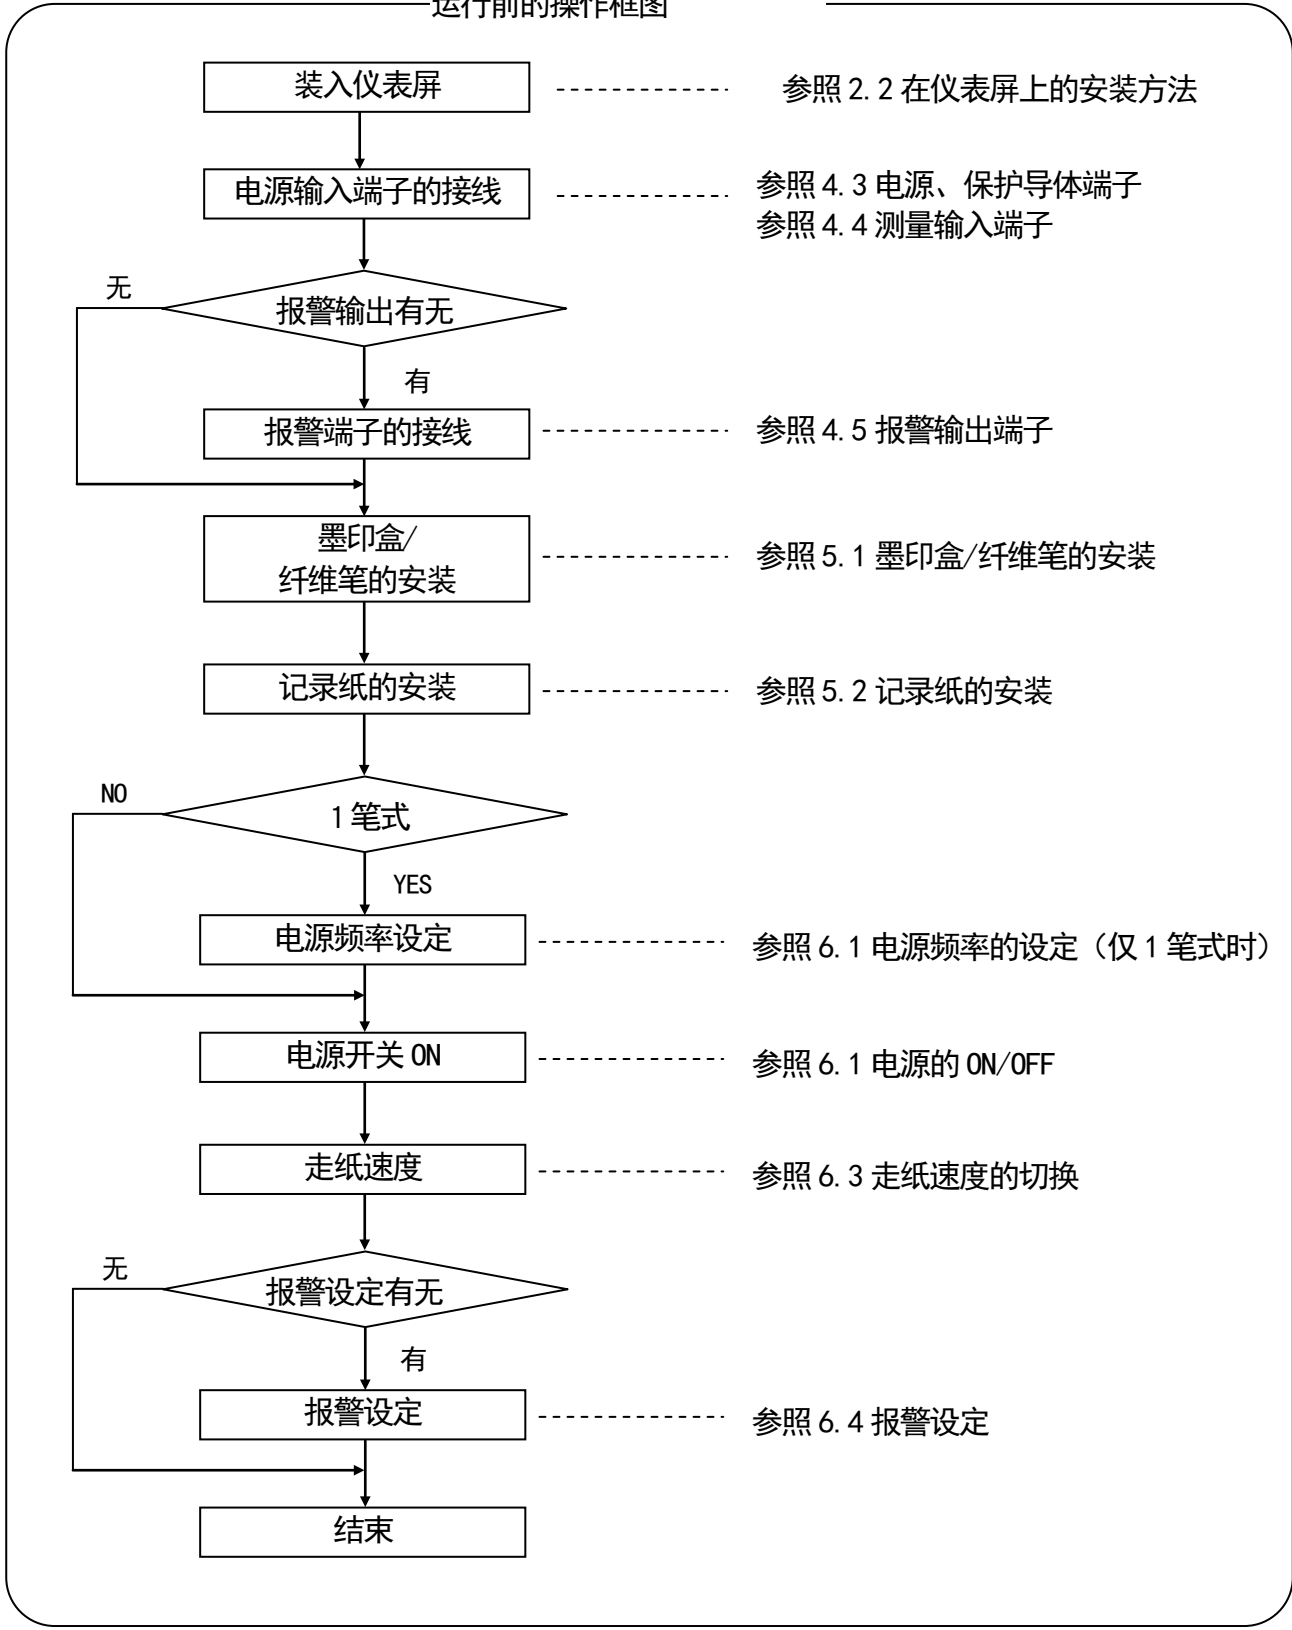 运行前的操作框图
装入仪表屏
参照 2.2 在仪表屏上的安装方法
电源输入端子的接线
参照 4.3 电源、保护导体端子
参照 4.4 测量输入端子
无
报警输出有无
有
报警端子的接线
参照 4.5 报警输出端子
墨印盒/
纤维笔的安装
参照 5.1 墨印盒/纤维笔的安装
记录纸的安装
参照 5.2 记录纸的安装
NO
1 笔式
YES
电源频率设定
参照 6.1 电源频率的设定（仅 1 笔式时）
电源开关 ON
参照 6.1 电源的 ON/OFF
走纸速度
参照 6.3 走纸速度的切换
无
报警设定有无
有
报警设定
参照 6.4 报警设定
结束